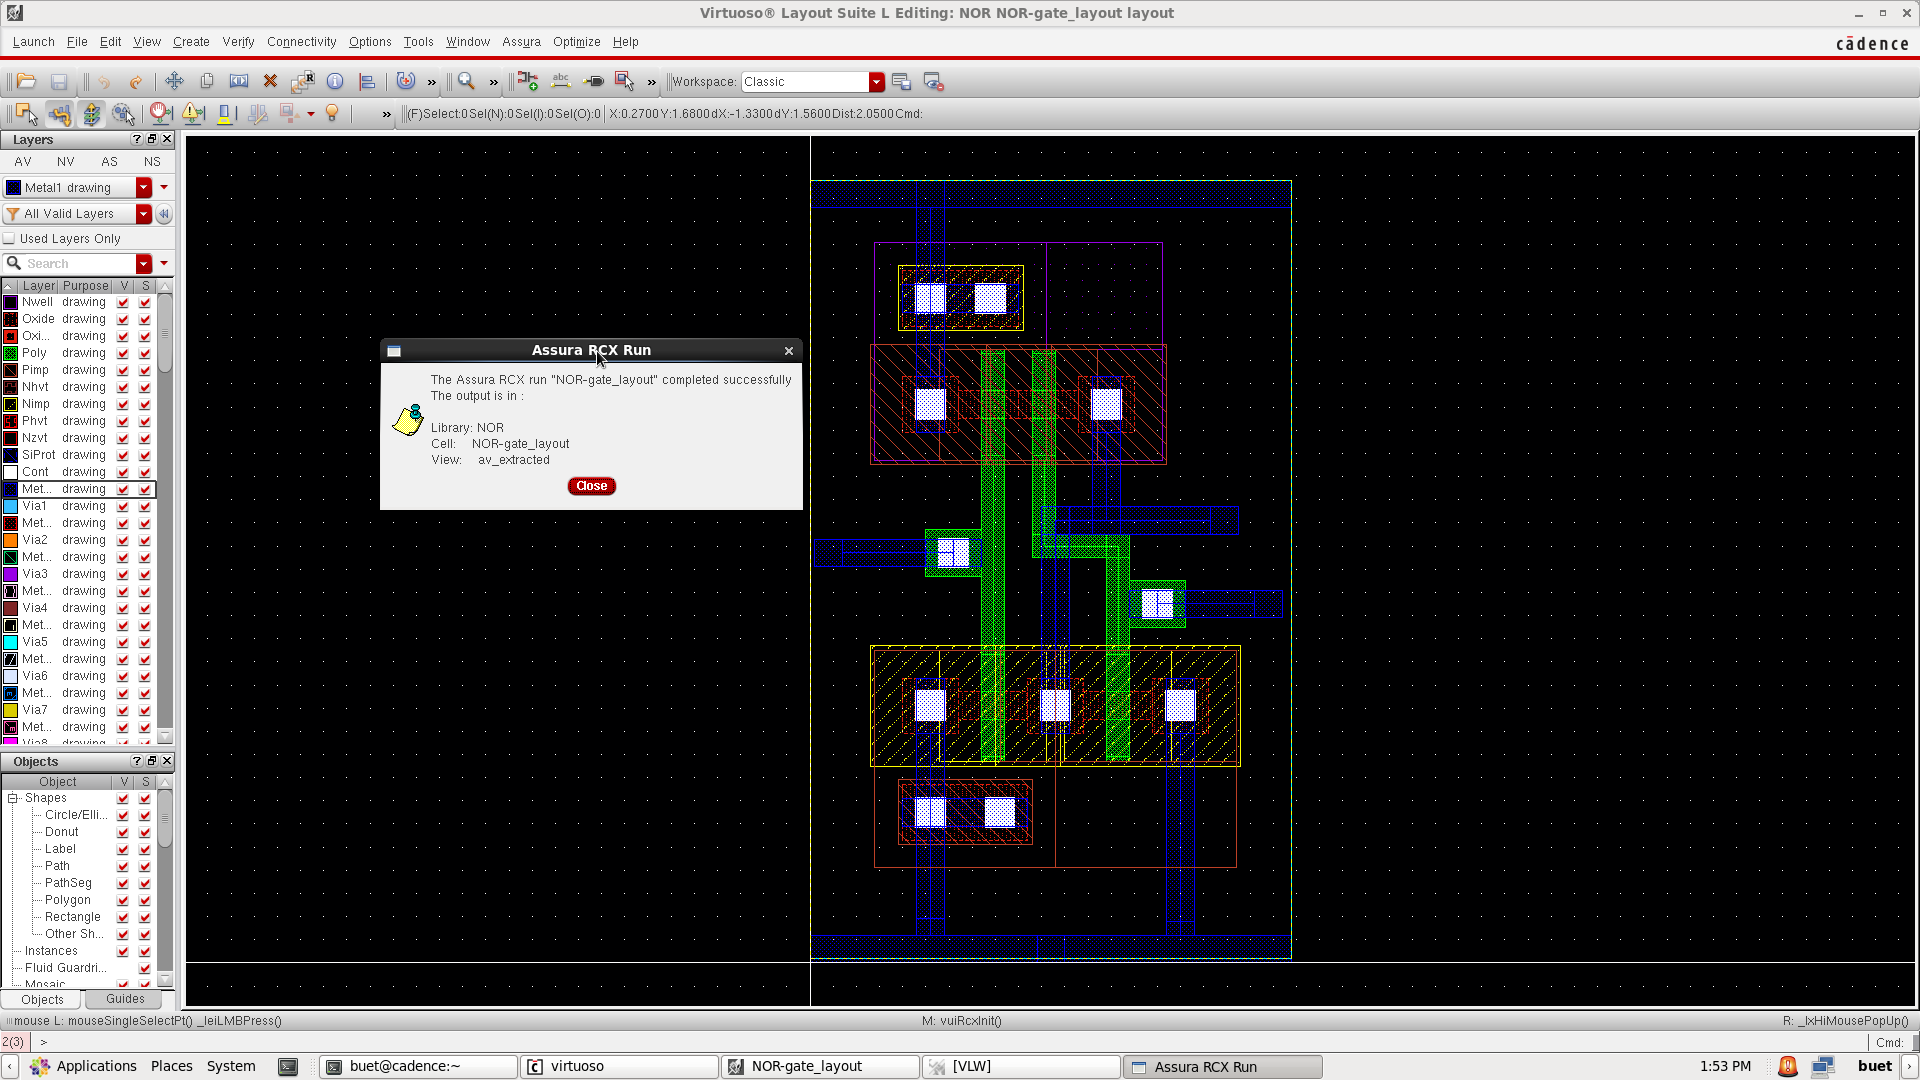 Virtuoso® Layout Suite L Editing: NOR NOR-gate_layout layout
Launch File Edit View Create Verify Connectivity Options Tools Window Assura Optimize Help
cādence
» » abc » Workspace: Classic
» (F)Select:0 Sel(N):0 Sel(I):0 Sel(O):0 X:0.2700 Y:1.6800 dX:-1.3300 dY:1.5600 Dist:2.0500 Cmd:
Layers
AV NV AS NS
Metal1 drawing
All Valid Layers
Used Layers Only
Search
Layer Purpose V S
Nwell drawing
Oxide drawing
Oxi... drawing
Poly drawing
Pimp drawing
Nhvt drawing
Nimp drawing
Phvt drawing
Nzvt drawing
SiProt drawing
Cont drawing
Met... drawing
Via1 drawing
Met... drawing
Via2 drawing
Met... drawing
Via3 drawing
Met... drawing
Via4 drawing
Met... drawing
Via5 drawing
Met... drawing
Via6 drawing
Met... drawing
Via7 drawing
Met... drawing
Via8 drawing
Objects
Object V S
Shapes
Circle/Elli...
Donut
Label
Path
PathSeg
Polygon
Rectangle
Other Sh...
Instances
Fluid Guardri...
Mosaic
Objects Guides
Assura RCX Run
The Assura RCX run "NOR-gate_layout" completed successfully
The output is in :
Library: NOR
Cell: NOR-gate_layout
View: av_extracted
Close
mouse L: mouseSingleSelectPt() _leiLMBPress() M: vuiRcxInit() R: _lxHiMousePopUp()
2(3) > Cmd:
Applications Places System buet@cadence:~ virtuoso NOR-gate_layout [VLW] Assura RCX Run 1:53 PM buet